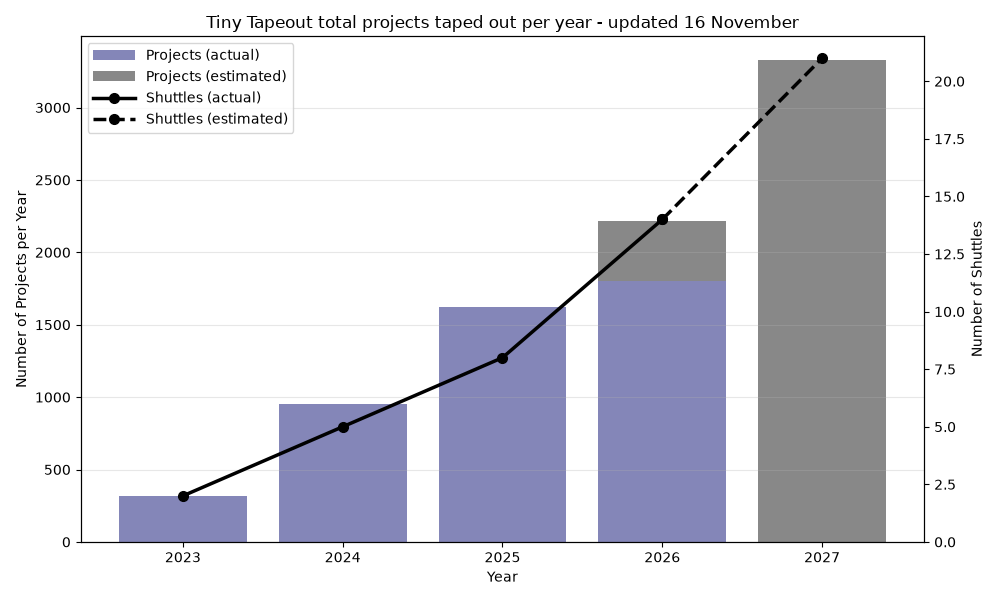 Tiny Tapeout total projects taped out per year - updated 16 November
Projects (actual)
Projects (estimated)
Shuttles (actual)
Shuttles (estimated)
Number of Projects per Year
3000
2500
2000
1500
1000
500
0
20.0
17.5
15.0
12.5
10.0
7.5
5.0
2.5
0.0
Number of Shuttles
2023
2024
2025
2026
2027
Year